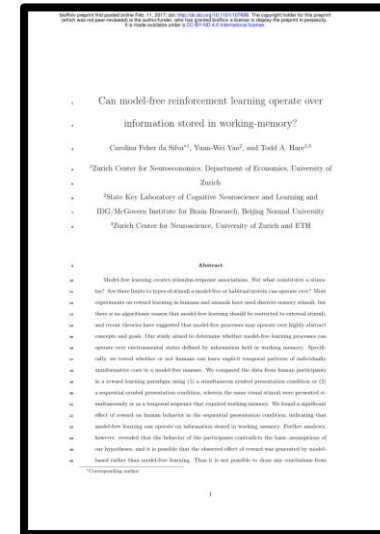 bioRxiv preprint first posted online Feb. 11, 2017; doi: http://dx.doi.org/10.1101/107698. The copyright holder for this preprint
(which was not peer-reviewed) is the author/funder, who has granted bioRxiv a license to display the preprint in perpetuity.
It is made available under a CC-BY-ND 4.0 International license.
Can model-free reinforcement learning operate over
information stored in working-memory?
Carolina Feher da Silva*1, Yuan-Wei Yao2, and Todd A. Hare1,3
1Zurich Center for Neuroeconomics, Department of Economics, University of
Zurich
2State Key Laboratory of Cognitive Neuroscience and Learning and
IDG/McGovern Institute for Brain Research, Beijing Normal University
3Zurich Center for Neuroscience, University of Zurich and ETH
Abstract
Model-free learning creates stimulus-response associations. But what constitutes a stimu-
lus? Are there limits to types of stimuli a model-free or habitual system can operate over? Most
experiments on reward learning in humans and animals have used discrete sensory stimuli, but
there is no algorithmic reason that model-free learning should be restricted to external stimuli,
and recent theories have suggested that model-free processes may operate over highly abstract
concepts and goals. Our study aimed to determine whether model-free learning processes can
operate over environmental states defined by information held in working memory. Specifi-
cally, we tested whether or not humans can learn explicit temporal patterns of individually
uninformative cues in a model-free manner. We compared the data from human participants
in a reward learning paradigm using (1) a simultaneous symbol presentation condition or (2)
a sequential symbol presentation condition, wherein the same visual stimuli were presented si-
multaneously or as a temporal sequence that required working memory. We found a significant
effect of reward on human behavior in the sequential presentation condition, indicating that
model-free learning can operate on information stored in working memory. Further analyses,
however, revealed that the behavior of the participants contradicts the basic assumptions of
our hypotheses, and it is possible that the observed effect of reward was generated by model-
based rather than model-free learning. Thus it is not possible to draw any conclusions from
*Corresponding author
1